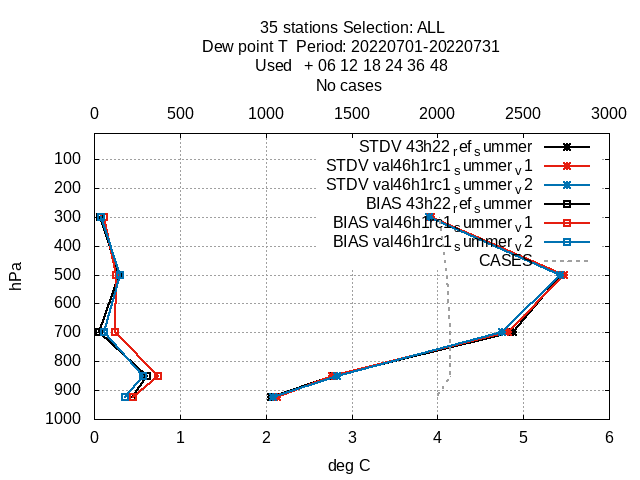 35 stations Selection: ALL
Dew point T  Period: 20220701-20220731
Used   + 06 12 18 24 36 48
No cases
0 500 1000 1500 2000 2500 3000
STDV 43h22_ref_summer
STDV val46h1rc1_summer_v1
STDV val46h1rc1_summer_v2
BIAS 43h22_ref_summer
BIAS val46h1rc1_summer_v1
BIAS val46h1rc1_summer_v2
CASES
100
200
300
400
500
600
700
800
900
1000
hPa
0 1 2 3 4 5 6
deg C